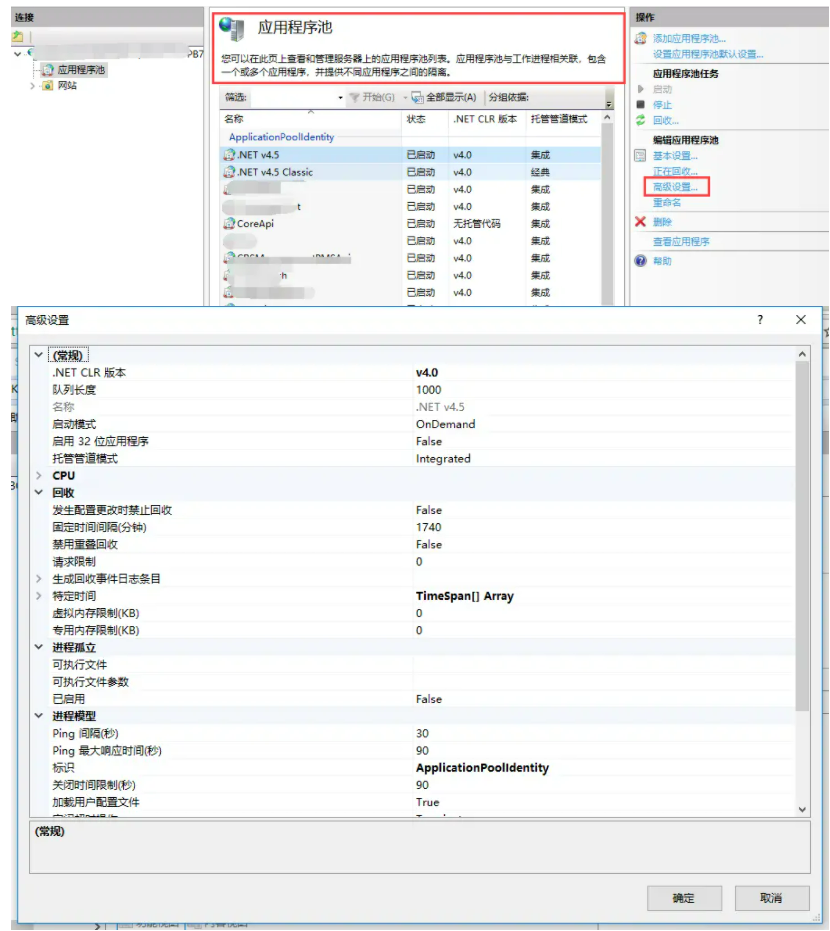 连接
PB7
应用程序池
网站
应用程序池
您可以在此页上查看和管理服务器上的应用程序池列表。应用程序池与工作进程相关联，包含
一个或多个应用程序，并提供不同应用程序之间的隔离。
筛选:
开始(G)
全部显示(A)
分组依据:
名称
状态
.NET CLR 版本
托管管道模式
ApplicationPoolIdentity
.NET v4.5 已启动 v4.0 集成
.NET v4.5 Classic 已启动 v4.0 经典
已启动 v4.0 集成
t 已启动 v4.0 集成
CoreApi 已启动 无托管代码 集成
已启动 v4.0 集成
已启动 v4.0 集成
h 已启动 v4.0 集成
已启动 v4.0 集成
操作
添加应用程序池...
设置应用程序池默认设置...
应用程序池任务
启动
停止
回收...
编辑应用程序池
基本设置...
正在回收...
高级设置...
重命名
删除
查看应用程序
帮助
高级设置
?
(常规)
.NET CLR 版本 v4.0
队列长度 1000
名称 .NET v4.5
启动模式 OnDemand
启用 32 位应用程序 False
托管管道模式 Integrated
CPU
回收
发生配置更改时禁止回收 False
固定时间间隔(分钟) 1740
禁用重叠回收 False
请求限制 0
生成回收事件日志条目
特定时间 TimeSpan[] Array
虚拟内存限制(KB) 0
专用内存限制(KB) 0
进程孤立
可执行文件
可执行文件参数
已启用 False
进程模型
Ping 间隔(秒) 30
Ping 最大响应时间(秒) 90
标识 ApplicationPoolIdentity
关闭时间限制(秒) 90
加载用户配置文件 True
(常规)
确定
取消